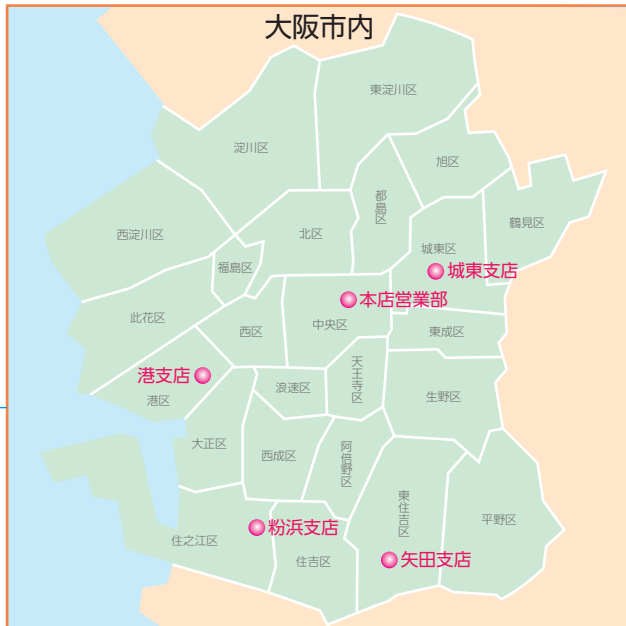 大阪市内
東淀川区
淀川区
旭区
都島区
鶴見区
西淀川区
北区
城東区
福島区
城東支店
本店営業部
此花区
西区
中央区
東成区
天王寺区
港支店
浪速区
生野区
港区
大正区
西成区
阿倍野区
東住吉区
平野区
粉浜支店
住之江区
住吉区
矢田支店